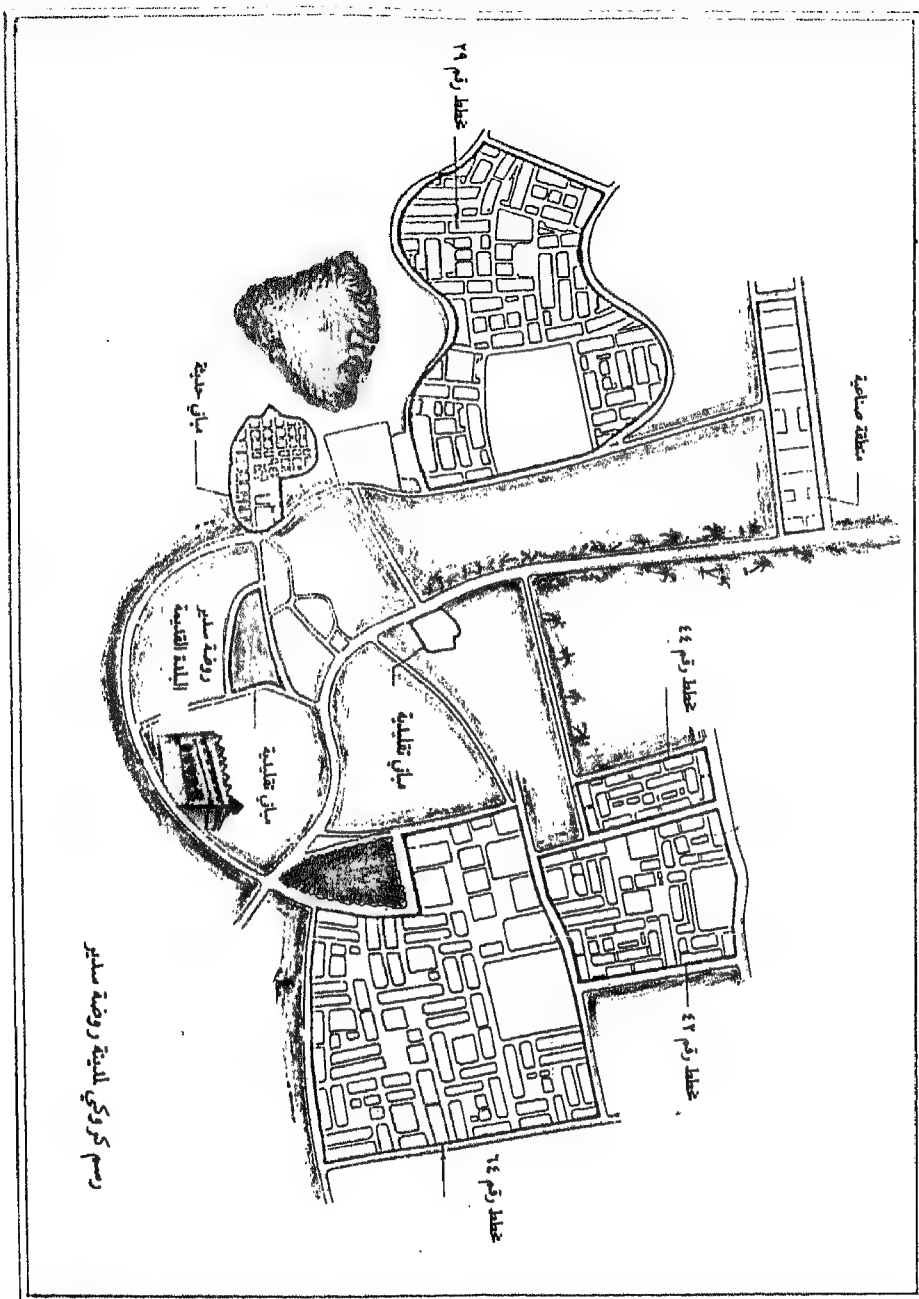 مخطط رقم ٢٩
منطقة صناعية
مباني حديثة
مخطط رقم ٤٤
روضة سدير
البلدة القديمة
مباني تقليدية
مباني تقليدية
مخطط رقم ٤٢
مخطط رقم ٦٤
رسم كروكي لمدينة روضة سدير